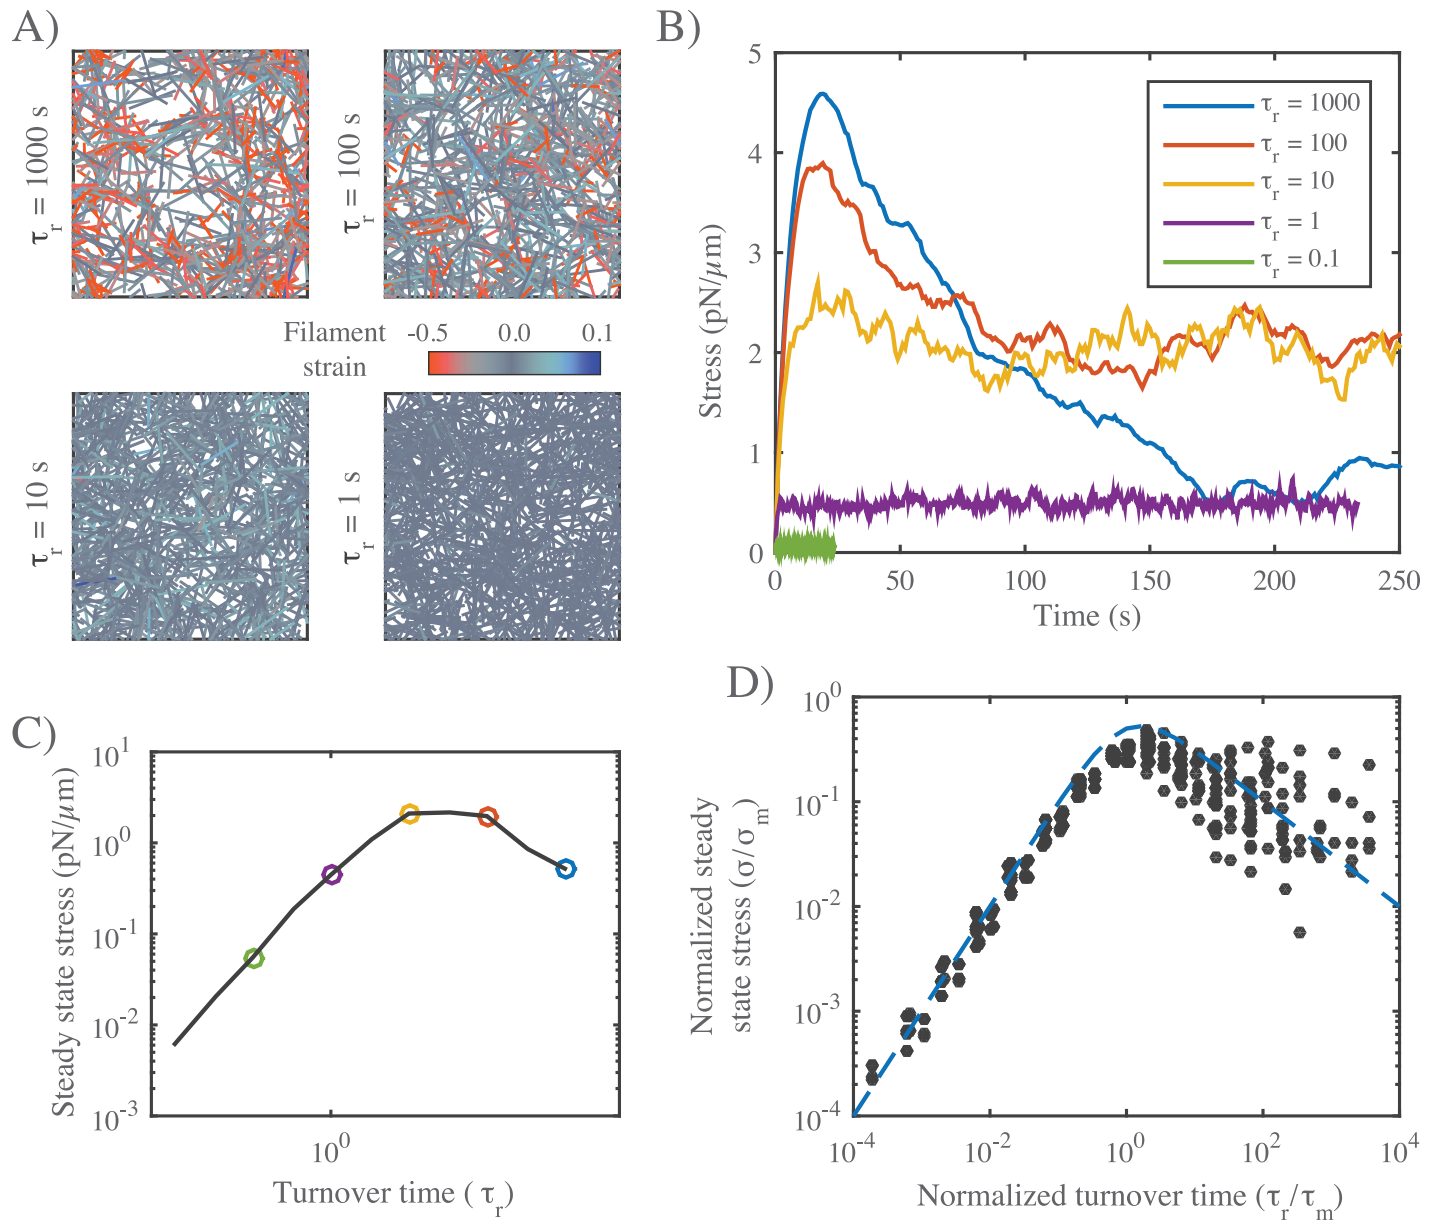 A)
τr = 1000 s
τr = 100 s
Filament strain
-0.5 0.0 0.1
τr = 10 s
τr = 1 s
B)
Stress (pN/μm)
5
4
3
2
1
0
τr = 1000
τr = 100
τr = 10
τr = 1
τr = 0.1
0 50 100 150 200 250
Time (s)
C)
Steady state stress (pN/μm)
10^1
10^0
10^-1
10^-2
10^-3
10^0
Turnover time (τr)
D)
Normalized steady
state stress (σ/σm)
10^0
10^-1
10^-2
10^-3
10^-4
10^-4 10^-2 10^0 10^2 10^4
Normalized turnover time (τr/τm)